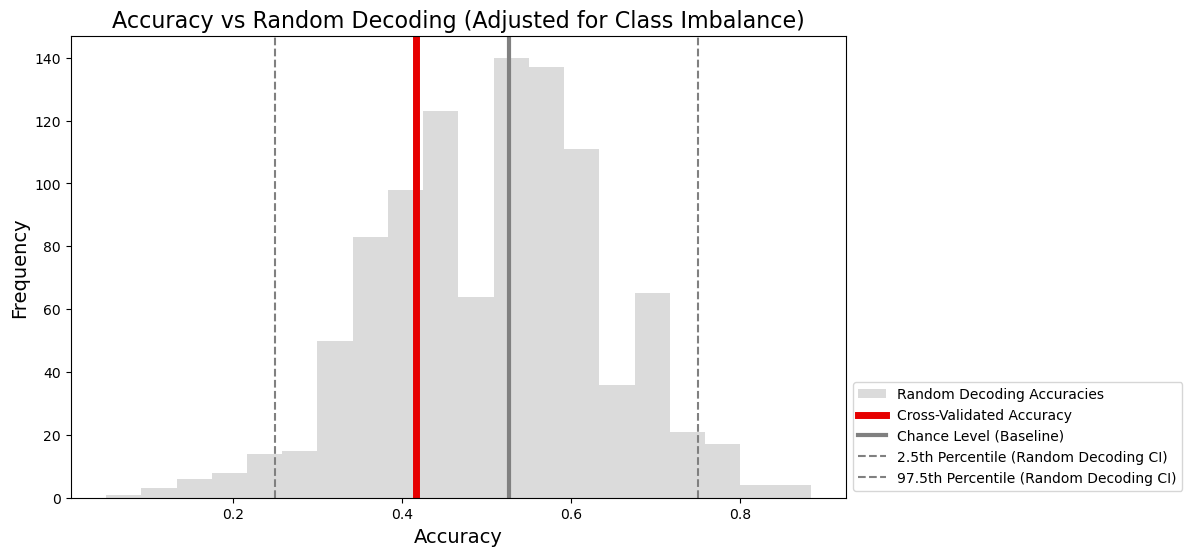 Accuracy vs Random Decoding (Adjusted for Class Imbalance)
Frequency
140
120
100
80
60
40
20
0
0.2
0.4
0.6
0.8
Accuracy
Random Decoding Accuracies
Cross-Validated Accuracy
Chance Level (Baseline)
2.5th Percentile (Random Decoding CI)
97.5th Percentile (Random Decoding CI)